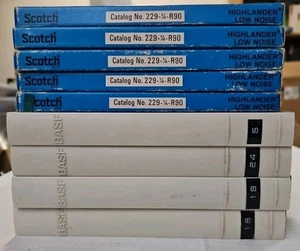 Scotch Catalog No. 229-¼-R90 HIGHLANDER
LOW NOISE
Scotch Catalog No. 229-¼-R90 HIGHLANDER
LOW NOISE
Scotch Catalog No. 229-¼-R90 HIGHLANDER
LOW NOISE
Scotch Catalog No. 229-¼-R90 HIGHLANDER
LOW NOISE
Scotch Catalog No. 229-¼-R90 HIGHLANDER
LOW NOISE
BASF 5
BASF 24
BASF 19
BASF 16